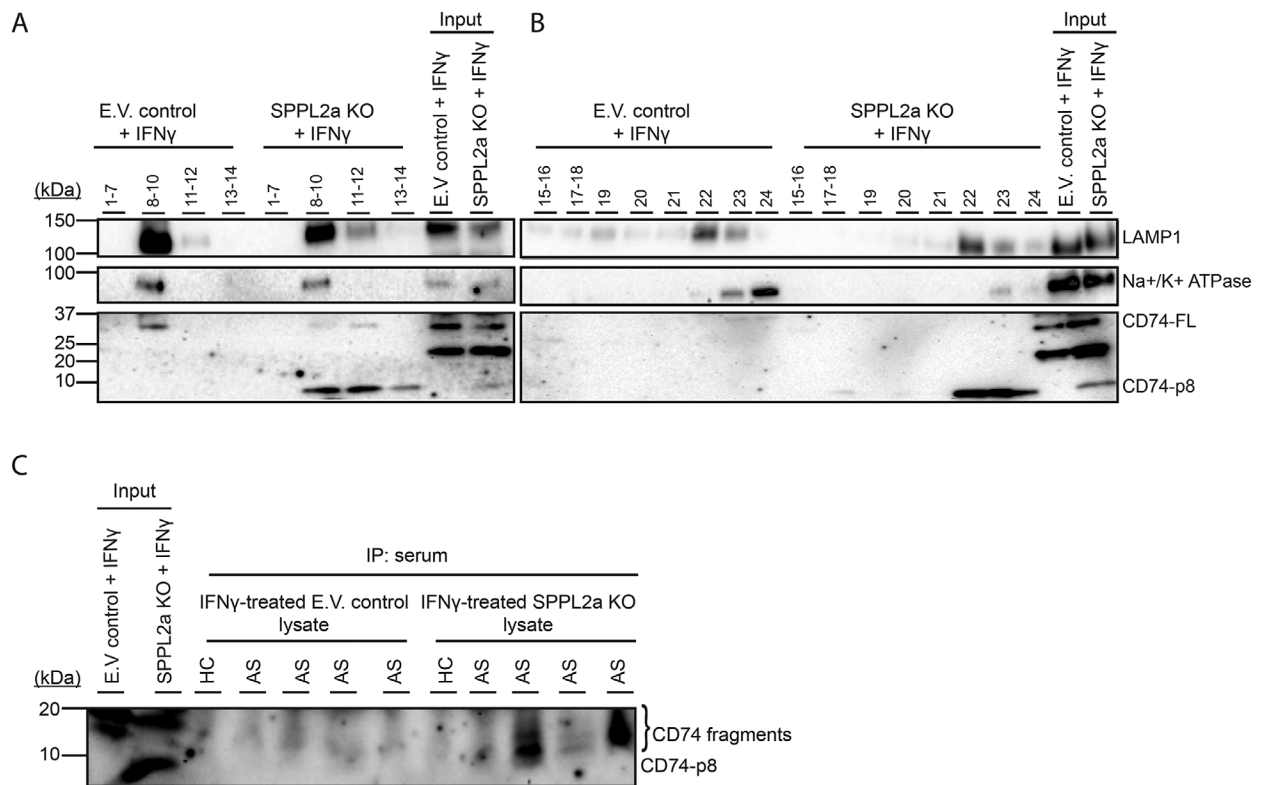 A
Input
B
Input
E.V. control + IFNγ
SPPL2a KO + IFNγ
E.V control + IFNγ
SPPL2a KO + IFNγ
E.V. control + IFNγ
SPPL2a KO + IFNγ
E.V. control + IFNγ
SPPL2a KO + IFNγ
(kDa)
1-7
8-10
11-12
13-14
1-7
8-10
11-12
13-14
15-16
17-18
19
20
21
22
23
24
15-16
17-18
19
20
21
22
23
24
150
100
LAMP1
100
Na+/K+ ATPase
37
25
20
10
CD74-FL
CD74-p8
C
Input
E.V control + IFNγ
SPPL2a KO + IFNγ
IP: serum
IFNγ-treated E.V. control
lysate
IFNγ-treated SPPL2a KO
lysate
(kDa)
HC
AS
AS
AS
AS
HC
AS
AS
AS
AS
20
10
CD74 fragments
CD74-p8